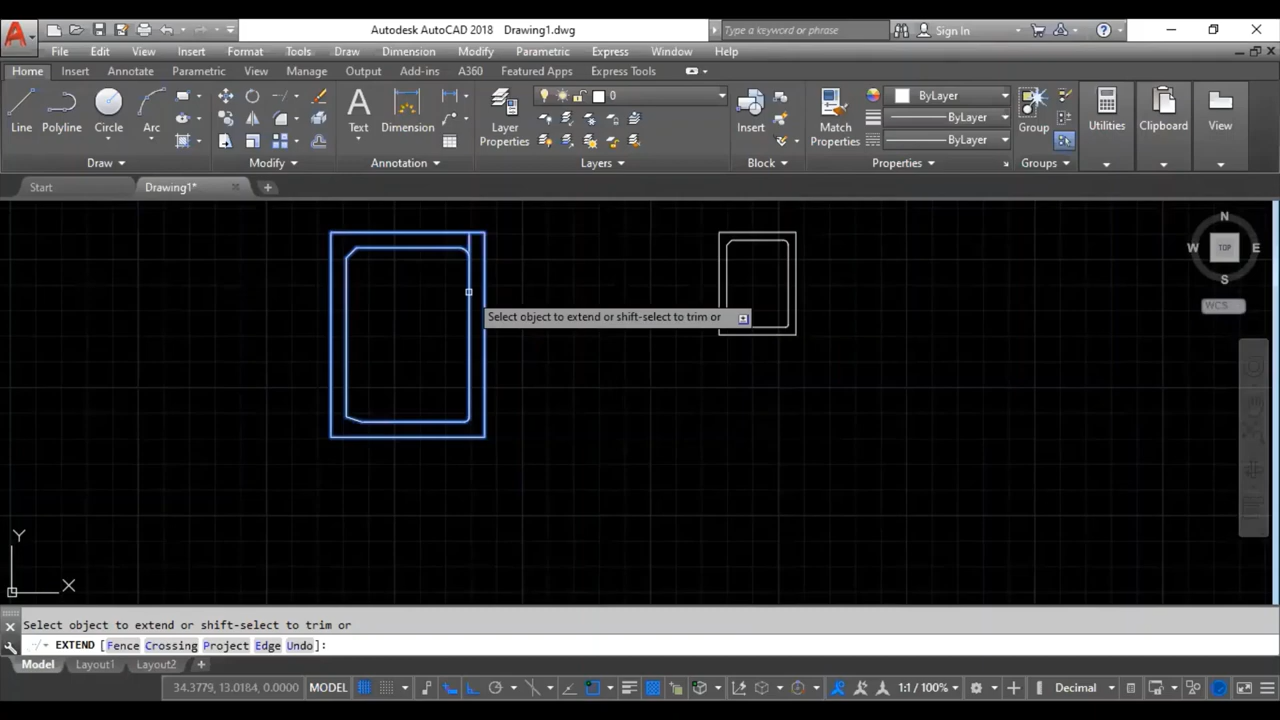 Autodesk AutoCAD 2018 Drawing1.dwg
Type a keyword or phrase
Sign In
File Edit View Insert Format Tools Draw Dimension Modify Parametric Express Window Help
Home Insert Annotate Parametric View Manage Output Add-ins A360 Featured Apps Express Tools
0
ByLayer
ByLayer
ByLayer
Line Polyline Circle Arc Text Dimension Layer Properties Insert Match Properties Group Utilities Clipboard View
Draw Modify Annotation Layers Block Properties Groups
Start Drawing1*
N
W TOP E
S
WCS
Select object to extend or shift-select to trim or
Y
X
Select object to extend or shift-select to trim or
EXTEND [Fence Crossing Project Edge Undo]:
Model Layout1 Layout2
34.3779, 13.0184, 0.0000 MODEL 1:1 / 100% Decimal